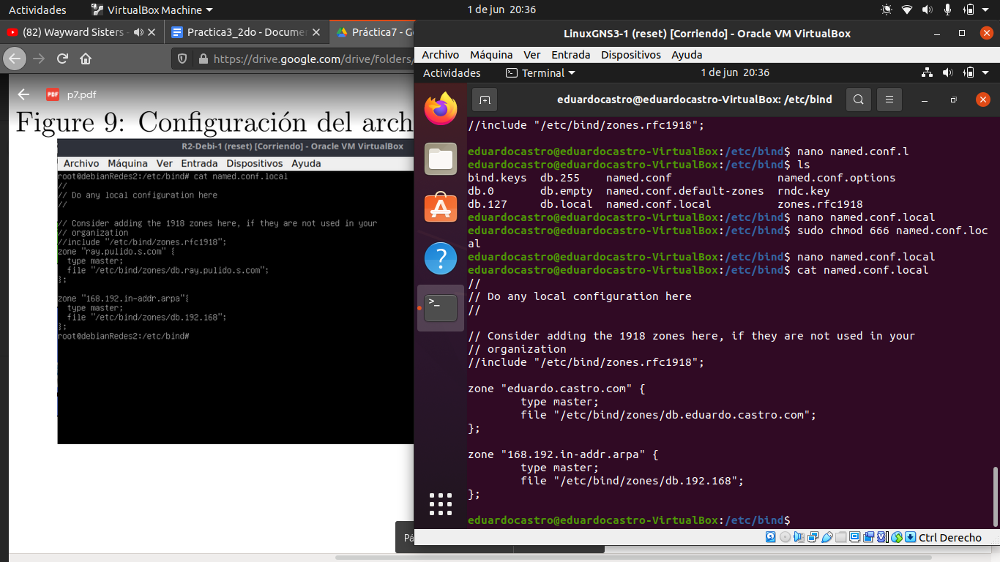 Actividades
VirtualBox Machine
1 de jun 20:36
(82) Wayward Sisters -
Practica3_2do - Docume
Práctica7 - G
https://drive.google.com/drive/folders/
PDF
p7.pdf
Figure 9: Configuración del arch
R2-Debi-1 (reset) [Corriendo] - Oracle VM VirtualBox
Archivo Máquina Ver Entrada Dispositivos Ayuda
root@debianRedes2:/etc/bind# cat named.conf.local
//
// Do any local configuration here
//
// Consider adding the 1918 zones here, if they are not used in your
// organization
//include "/etc/bind/zones.rfc1918";
zone "ray.pulido.s.com" {
type master;
file "/etc/bind/zones/db.ray.pulido.s.com";
};
zone "168.192.in-addr.arpa"{
type master;
file "/etc/bind/zones/db.192.168";
};
root@debianRedes2:/etc/bind#
Pá
LinuxGNS3-1 (reset) [Corriendo] - Oracle VM VirtualBox
Archivo Máquina Ver Entrada Dispositivos Ayuda
Actividades
Terminal
1 de jun 20:36
eduardocastro@eduardocastro-VirtualBox: /etc/bind
//include "/etc/bind/zones.rfc1918";
eduardocastro@eduardocastro-VirtualBox:/etc/bind$ nano named.conf.l
eduardocastro@eduardocastro-VirtualBox:/etc/bind$ ls
bind.keys db.255 named.conf named.conf.options
db.0 db.empty named.conf.default-zones rndc.key
db.127 db.local named.conf.local zones.rfc1918
eduardocastro@eduardocastro-VirtualBox:/etc/bind$ nano named.conf.local
eduardocastro@eduardocastro-VirtualBox:/etc/bind$ sudo chmod 666 named.conf.loc
al
eduardocastro@eduardocastro-VirtualBox:/etc/bind$ nano named.conf.local
eduardocastro@eduardocastro-VirtualBox:/etc/bind$ cat named.conf.local
//
// Do any local configuration here
//
// Consider adding the 1918 zones here, if they are not used in your
// organization
//include "/etc/bind/zones.rfc1918";
zone "eduardo.castro.com" {
type master;
file "/etc/bind/zones/db.eduardo.castro.com";
};
zone "168.192.in-addr.arpa" {
type master;
file "/etc/bind/zones/db.192.168";
};
eduardocastro@eduardocastro-VirtualBox:/etc/bind$
Ctrl Derecho